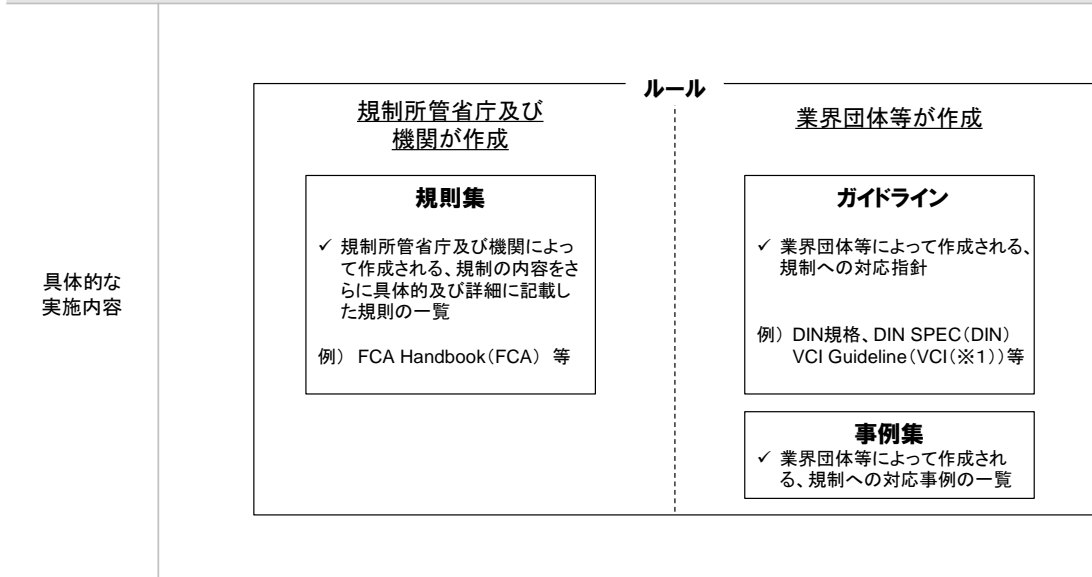 具体的な
実施内容
ルール
規制所管省庁及び
機関が作成
規則集
✓ 規制所管省庁及び機関によっ
て作成される、規制の内容をさ
らに具体的及び詳細に記載し
た規則の一覧
例） FCA Handbook（FCA） 等
業界団体等が作成
ガイドライン
✓ 業界団体等によって作成される、
規制への対応指針
例） DIN規格、DIN SPEC（DIN）
VCI Guideline（VCI（※１））等
事例集
✓ 業界団体等によって作成され
る、規制への対応事例の一覧